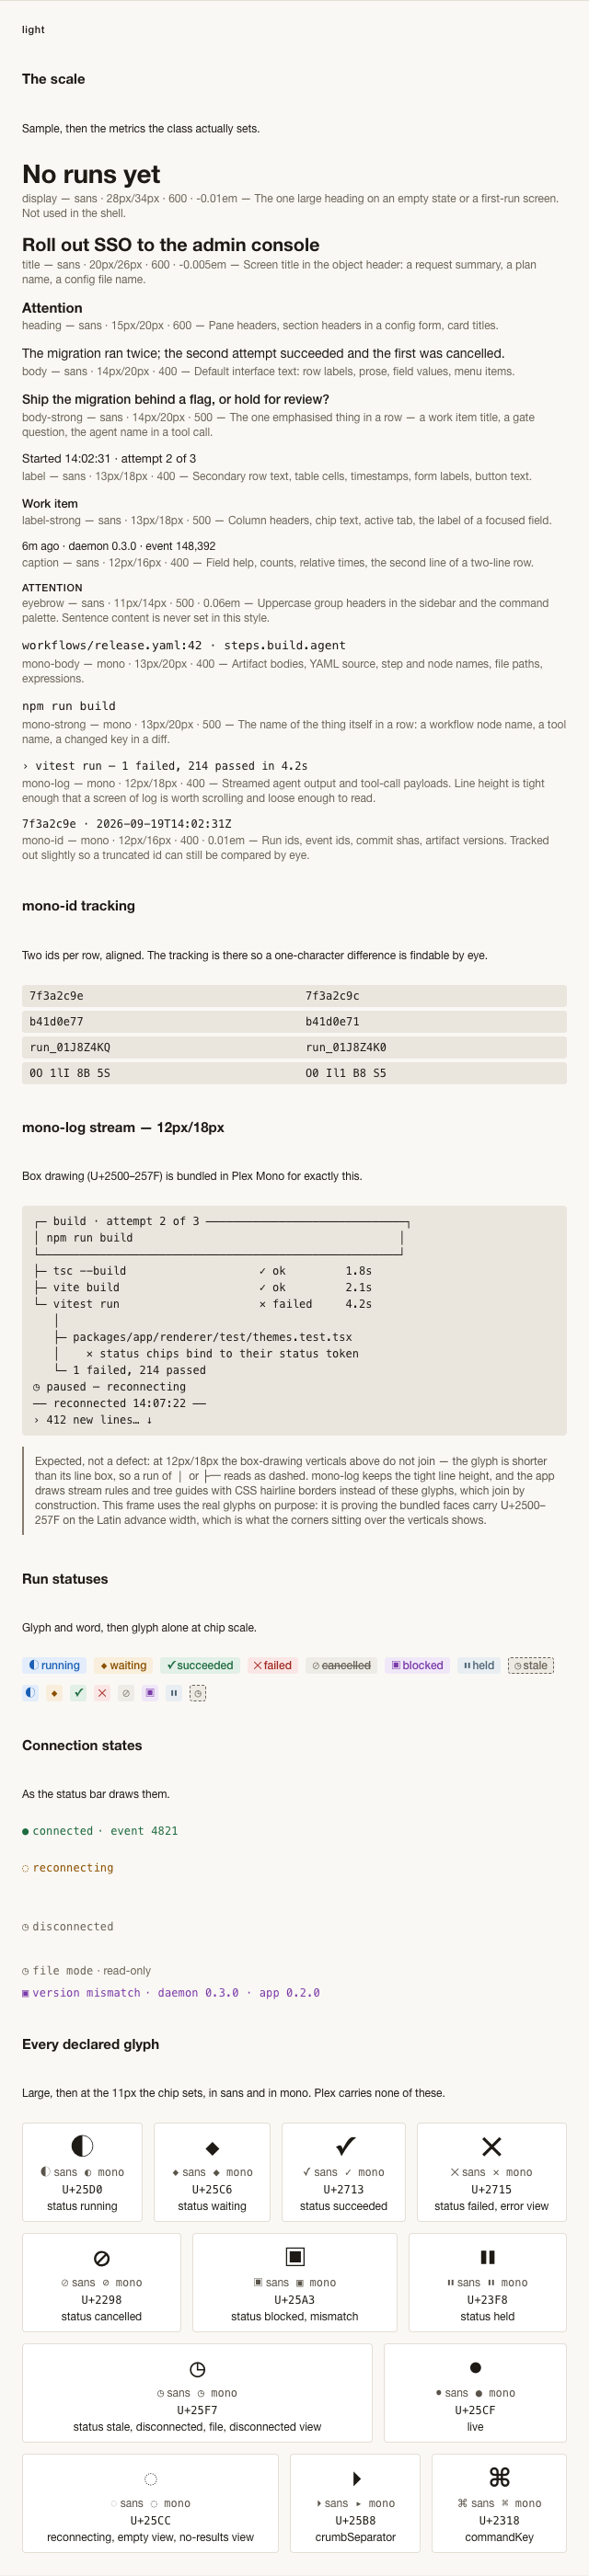 light
The scale
Sample, then the metrics the class actually sets.
No runs yet
display — sans · 28px/34px · 600 · -0.01em — The one large heading on an empty state or a first-run screen.
Not used in the shell.
Roll out SSO to the admin console
title — sans · 20px/26px · 600 · -0.005em — Screen title in the object header: a request summary, a plan
name, a config file name.
Attention
heading — sans · 15px/20px · 600 — Pane headers, section headers in a config form, card titles.
The migration ran twice; the second attempt succeeded and the first was cancelled.
body — sans · 14px/20px · 400 — Default interface text: row labels, prose, field values, menu items.
Ship the migration behind a flag, or hold for review?
body-strong — sans · 14px/20px · 500 — The one emphasised thing in a row — a work item title, a gate
question, the agent name in a tool call.
Started 14:02:31 · attempt 2 of 3
label — sans · 13px/18px · 400 — Secondary row text, table cells, timestamps, form labels, button text.
Work item
label-strong — sans · 13px/18px · 500 — Column headers, chip text, active tab, the label of a focused field.
6m ago · daemon 0.3.0 · event 148,392
caption — sans · 12px/16px · 400 — Field help, counts, relative times, the second line of a two-line row.
ATTENTION
eyebrow — sans · 11px/14px · 500 · 0.06em — Uppercase group headers in the sidebar and the command
palette. Sentence content is never set in this style.
workflows/release.yaml:42 · steps.build.agent
mono-body — mono · 13px/20px · 400 — Artifact bodies, YAML source, step and node names, file paths,
expressions.
npm run build
mono-strong — mono · 13px/20px · 500 — The name of the thing itself in a row: a workflow node name, a tool
name, a changed key in a diff.
› vitest run — 1 failed, 214 passed in 4.2s
mono-log — mono · 12px/18px · 400 — Streamed agent output and tool-call payloads. Line height is tight
enough that a screen of log is worth scrolling and loose enough to read.
7f3a2c9e · 2026-09-19T14:02:31Z
mono-id — mono · 12px/16px · 400 · 0.01em — Run ids, event ids, commit shas, artifact versions. Tracked
out slightly so a truncated id can still be compared by eye.
mono-id tracking
Two ids per row, aligned. The tracking is there so a one-character difference is findable by eye.
7f3a2c9e 7f3a2c9c
b41d0e77 b41d0e71
run_01J8Z4KQ run_01J8Z4K0
0O 1lI 8B 5S O0 Il1 B8 S5
mono-log stream — 12px/18px
Box drawing (U+2500–257F) is bundled in Plex Mono for exactly this.
┌─ build · attempt 2 of 3 ──────────────────────────────┐
│ npm run build │
└─────────────────────────────────────────────────────┘
├─ tsc --build ✓ ok 1.8s
├─ vite build ✓ ok 2.1s
└─ vitest run ✕ failed 4.2s
│
├─ packages/app/renderer/test/themes.test.tsx
│ ✕ status chips bind to their status token
└─ 1 failed, 214 passed
◷ paused — reconnecting
── reconnected 14:07:22 ──
› 412 new lines… ↓
Expected, not a defect: at 12px/18px the box-drawing verticals above do not join — the glyph is shorter
than its line box, so a run of │ or ├─ reads as dashed. mono-log keeps the tight line height, and the app
draws stream rules and tree guides with CSS hairline borders instead of these glyphs, which join by
construction. This frame uses the real glyphs on purpose: it is proving the bundled faces carry U+2500–
257F on the Latin advance width, which is what the corners sitting over the verticals shows.
Run statuses
Glyph and word, then glyph alone at chip scale.
◐ running ◆ waiting ✓ succeeded ✕ failed ⊘ cancelled ▣ blocked ⏸ held ◷ stale
◐ ◆ ✓ ✕ ⊘ ▣ ⏸ ◷
Connection states
As the status bar draws them.
● connected · event 4821
◌ reconnecting
◷ disconnected
◷ file mode · read-only
▣ version mismatch · daemon 0.3.0 · app 0.2.0
Every declared glyph
Large, then at the 11px the chip sets, in sans and in mono. Plex carries none of these.
◐ ◆ ✓ ✕
◐ sans ◐ mono ◆ sans ◆ mono ✓ sans ✓ mono ✕ sans ✕ mono
U+25D0 U+25C6 U+2713 U+2715
status running status waiting status succeeded status failed, error view
⊘ ▣ ⏸
⊘ sans ⊘ mono ▣ sans ▣ mono ⏸ sans ⏸ mono
U+2298 U+25A3 U+23F8
status cancelled status blocked, mismatch status held
◷ ●
◷ sans ◷ mono ● sans ● mono
U+25F7 U+25CF
status stale, disconnected, file, disconnected view live
◌ ▸ ⌘
◌ sans ◌ mono ▸ sans ▸ mono ⌘ sans ⌘ mono
U+25CC U+25B8 U+2318
reconnecting, empty view, no-results view crumbSeparator commandKey